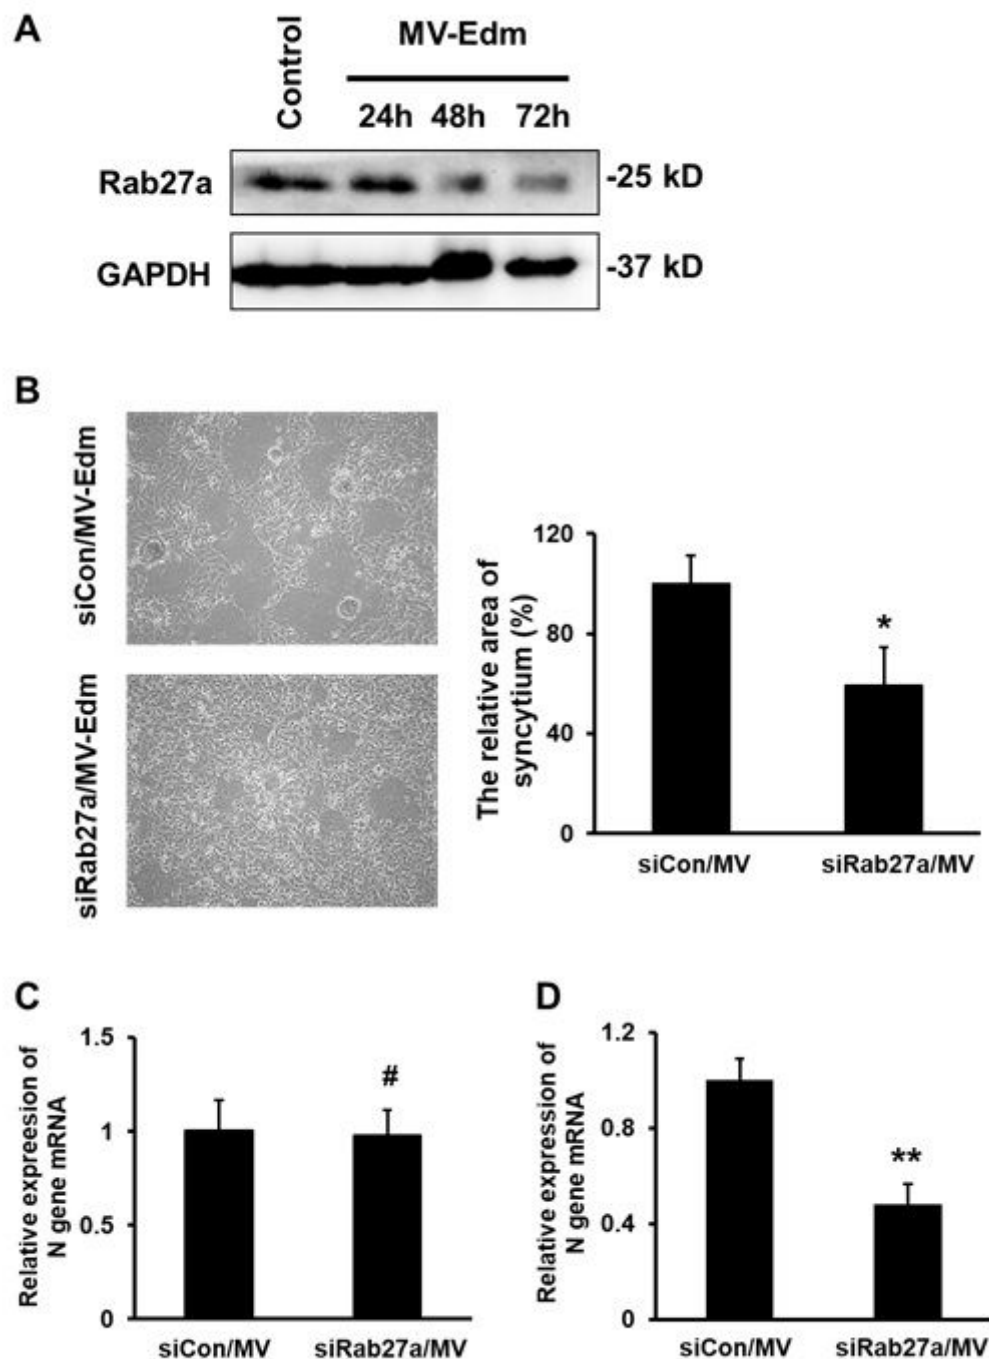 A
Control
MV-Edm
24h 48h 72h
Rab27a
-25 kD
GAPDH
-37 kD
B
siCon/MV-Edm
siRab27a/MV-Edm
The relative area of
syncytium (%)
120
80
40
0
siCon/MV siRab27a/MV
*
C
Relative expreesion of
N gene mRNA
1.5
1
0.5
0
#
siCon/MV siRab27a/MV
D
Relative expression of
N gene mRNA
1.2
0.8
0.4
0
**
siCon/MV siRab27a/MV